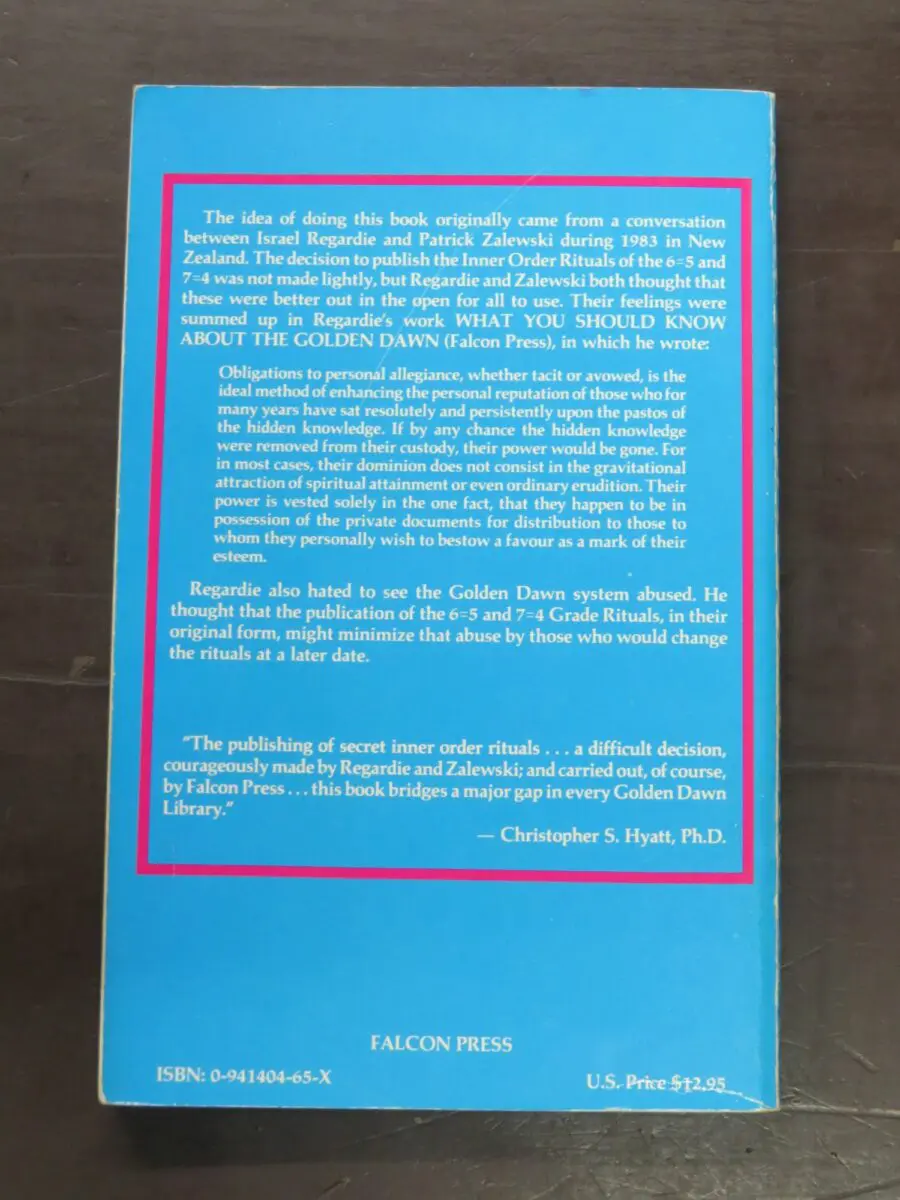 The idea of doing this book originally came from a conversation
between Israel Regardie and Patrick Zalewski during 1983 in New
Zealand. The decision to publish the Inner Order Rituals of the 6=5 and
7=4 was not made lightly, but Regardie and Zalewski both thought that
these were better out in the open for all to use. Their feelings were
summed up in Regardie's work WHAT YOU SHOULD KNOW
ABOUT THE GOLDEN DAWN (Falcon Press), in which he wrote:
Obligations to personal allegiance, whether tacit or avowed, is the
ideal method of enhancing the personal reputation of those who for
many years have sat resolutely and persistently upon the pastos of
the hidden knowledge. If by any chance the hidden knowledge
were removed from their custody, their power would be gone. For
in most cases, their dominion does not consist in the gravitational
attraction of spiritual attainment or even ordinary erudition. Their
power is vested solely in the one fact, that they happen to be in
possession of the private documents for distribution to those to
whom they personally wish to bestow a favour as a mark of their
esteem.
Regardie also hated to see the Golden Dawn system abused. He
thought that the publication of the 6=5 and 7=4 Grade Rituals, in their
original form, might minimize that abuse by those who would change
the rituals at a later date.
"The publishing of secret inner order rituals . . . a difficult decision,
courageously made by Regardie and Zalewski; and carried out, of course,
by Falcon Press . . . this book bridges a major gap in every Golden Dawn
Library."
— Christopher S. Hyatt, Ph.D.
FALCON PRESS
ISBN: 0-941404-65-X
U.S. Price $12.95